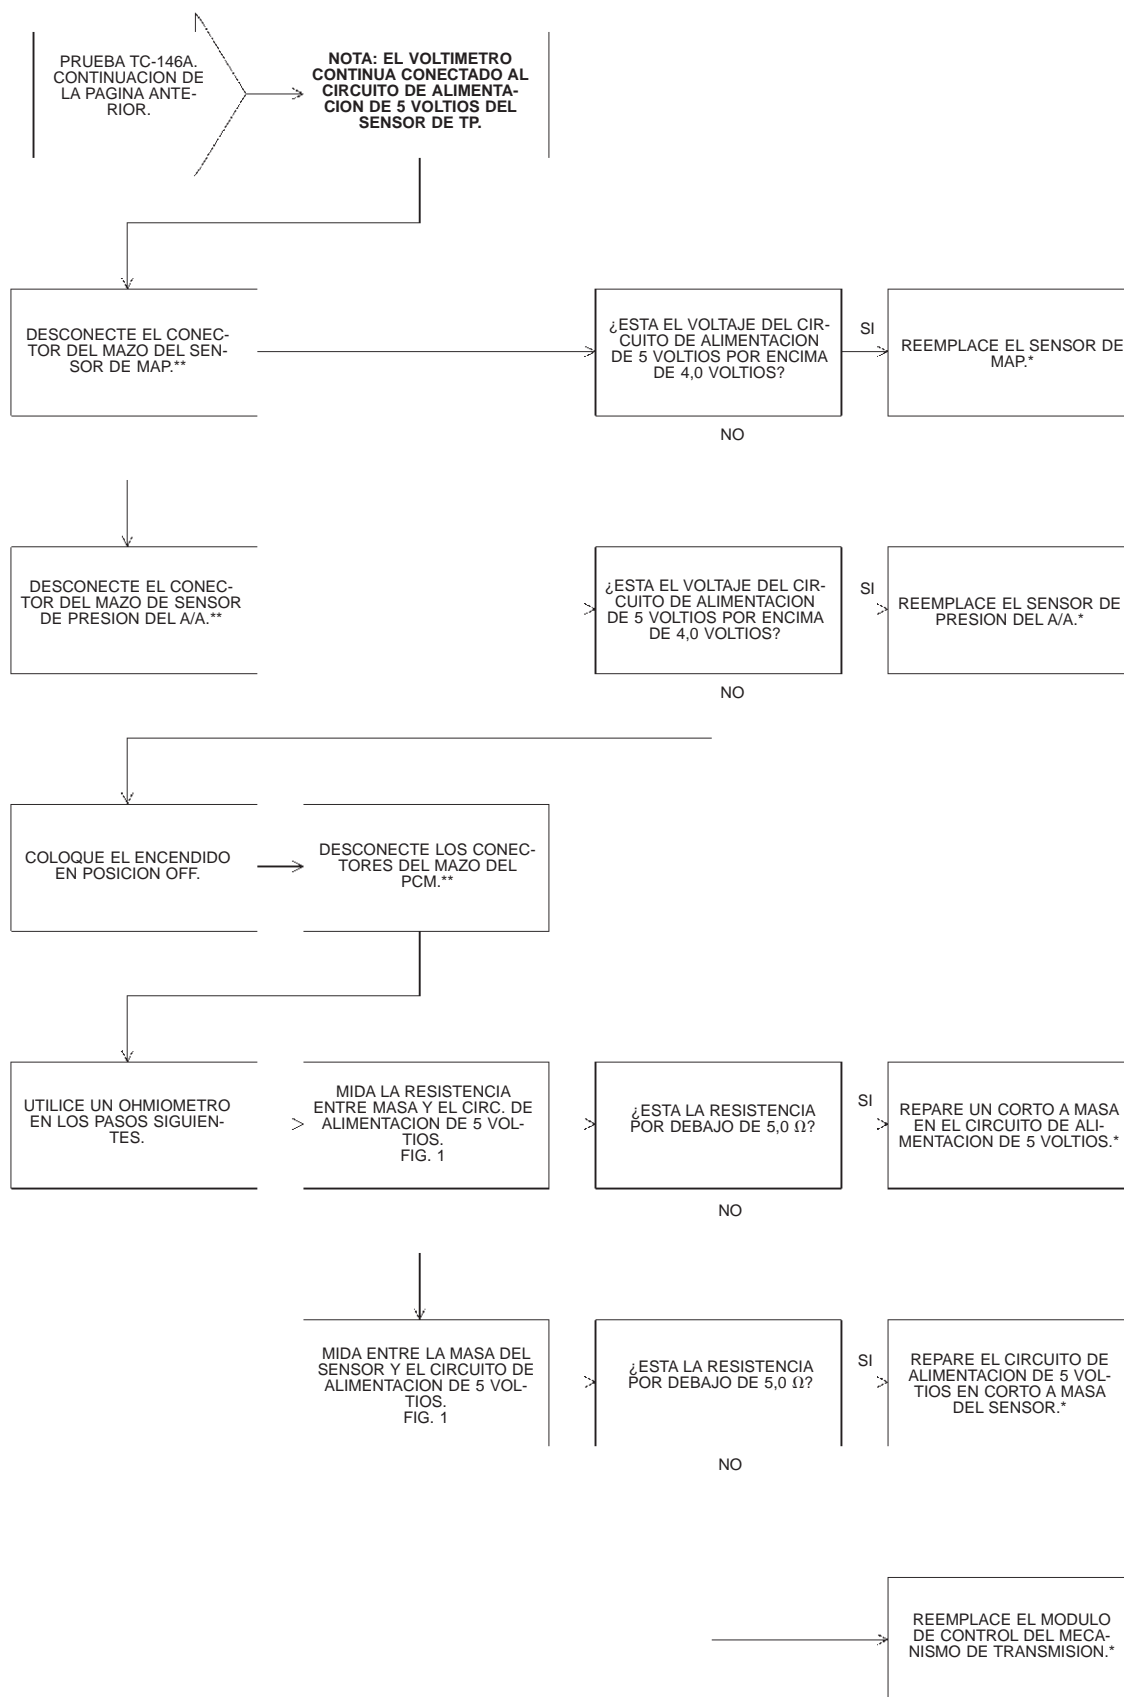 PRUEBA TC-146A.
CONTINUACION DE
LA PAGINA ANTE-
RIOR.
NOTA: EL VOLTIMETRO
CONTINUA CONECTADO AL
CIRCUITO DE ALIMENTA-
CION DE 5 VOLTIOS DEL
SENSOR DE TP.
DESCONECTE EL CONEC-
TOR DEL MAZO DEL SEN-
SOR DE MAP.**
¿ESTA EL VOLTAJE DEL CIR-
CUITO DE ALIMENTACION
DE 5 VOLTIOS POR ENCIMA
DE 4,0 VOLTIOS?
SI
REEMPLACE EL SENSOR DE
MAP.*
NO
DESCONECTE EL CONEC-
TOR DEL MAZO DE SENSOR
DE PRESION DEL A/A.**
¿ESTA EL VOLTAJE DEL CIR-
CUITO DE ALIMENTACION
DE 5 VOLTIOS POR ENCIMA
DE 4,0 VOLTIOS?
SI
REEMPLACE EL SENSOR DE
PRESION DEL A/A.*
NO
COLOQUE EL ENCENDIDO
EN POSICION OFF.
DESCONECTE LOS CONEC-
TORES DEL MAZO DEL
PCM.**
UTILICE UN OHMIOMETRO
EN LOS PASOS SIGUIEN-
TES.
MIDA LA RESISTENCIA
ENTRE MASA Y EL CIRC. DE
ALIMENTACION DE 5 VOL-
TIOS.
FIG. 1
¿ESTA LA RESISTENCIA
POR DEBAJO DE 5,0 Ω?
SI
REPARE UN CORTO A MASA
EN EL CIRCUITO DE ALI-
MENTACION DE 5 VOLTIOS.*
NO
MIDA ENTRE LA MASA DEL
SENSOR Y EL CIRCUITO DE
ALIMENTACION DE 5 VOL-
TIOS.
FIG. 1
¿ESTA LA RESISTENCIA
POR DEBAJO DE 5,0 Ω?
SI
REPARE EL CIRCUITO DE
ALIMENTACION DE 5 VOL-
TIOS EN CORTO A MASA
DEL SENSOR.*
NO
REEMPLACE EL MODULO
DE CONTROL DEL MECA-
NISMO DE TRANSMISION.*